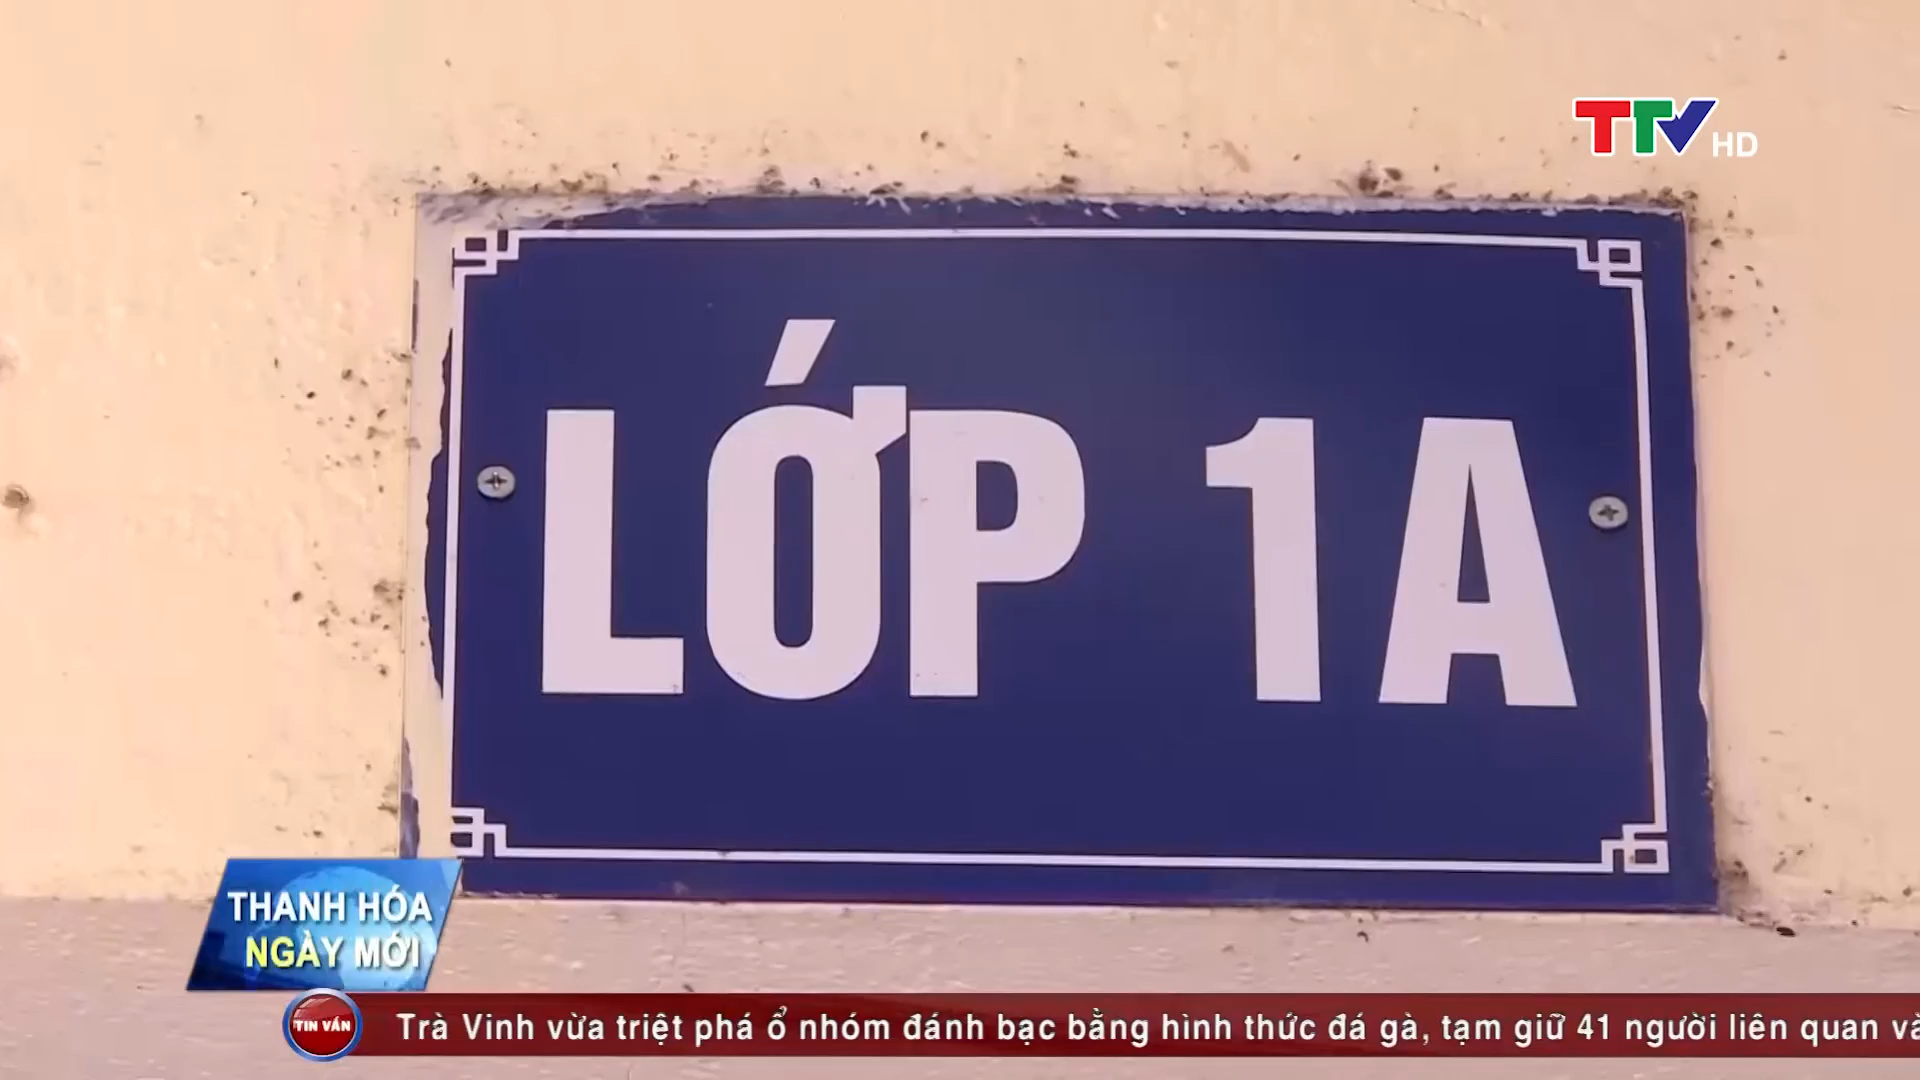 TTV HD
LỚP 1A
THANH HÓA
NGÀY MỚI
TIN VẮN
Trà Vinh vừa triệt phá ổ nhóm đánh bạc bằng hình thức đá gà, tạm giữ 41 người liên quan và